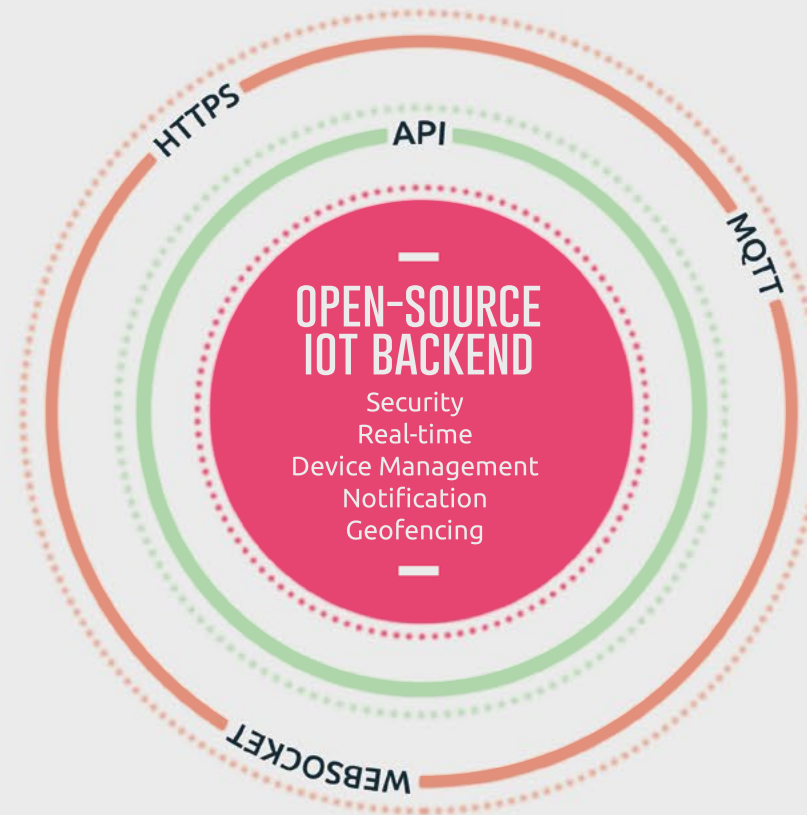 HTTPS
API
MQTT
OPEN-SOURCE
IOT BACKEND
Security
Real-time
Device Management
Notification
Geofencing
WEBSOCKET